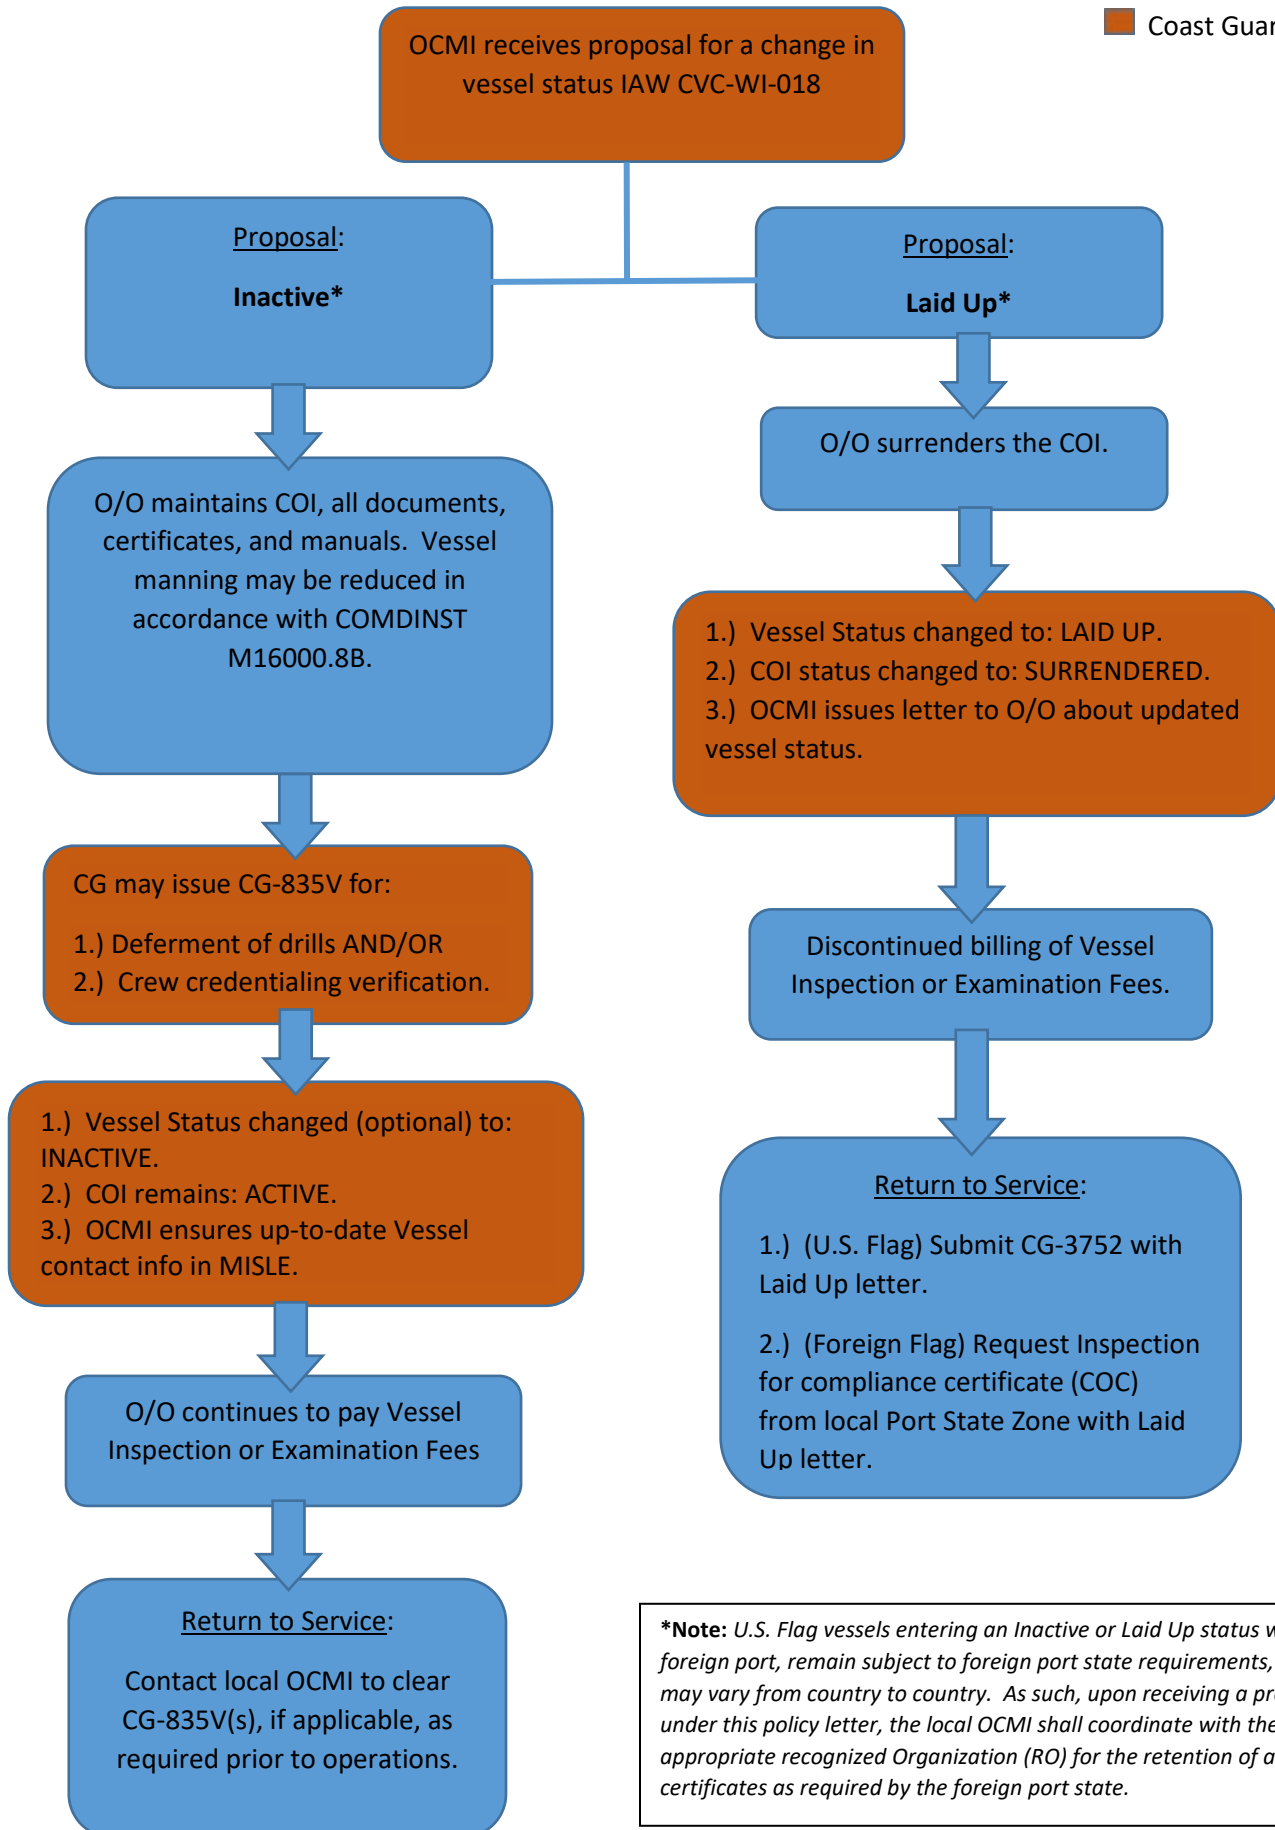 Coast Guar
OCMI receives proposal for a change in
vessel status IAW CVC-WI-018
Proposal:
Inactive*
O/O maintains COI, all documents,
certificates, and manuals.  Vessel
manning may be reduced in
accordance with COMDINST
M16000.8B.
CG may issue CG-835V for:
1.) Deferment of drills AND/OR
2.)  Crew credentialing verification.
1.)  Vessel Status changed (optional) to:
INACTIVE.
2.)  COI remains: ACTIVE.
3.)  OCMI ensures up-to-date Vessel
contact info in MISLE.
O/O continues to pay Vessel
Inspection or Examination Fees
Return to Service:
Contact local OCMI to clear
CG-835V(s), if applicable, as
required prior to operations.
Proposal:
Laid Up*
O/O surrenders the COI.
1.)  Vessel Status changed to: LAID UP.
2.)  COI status changed to: SURRENDERED.
3.)  OCMI issues letter to O/O about updated
vessel status.
Discontinued billing of Vessel
Inspection or Examination Fees.
Return to Service:
1.)  (U.S. Flag) Submit CG-3752 with
Laid Up letter.
2.)  (Foreign Flag) Request Inspection
for compliance certificate (COC)
from local Port State Zone with Laid
Up letter.
*Note: U.S. Flag vessels entering an Inactive or Laid Up status w
foreign port, remain subject to foreign port state requirements,
may vary from country to country.  As such, upon receiving a pr
under this policy letter, the local OCMI shall coordinate with the
appropriate recognized Organization (RO) for the retention of a
certificates as required by the foreign port state.